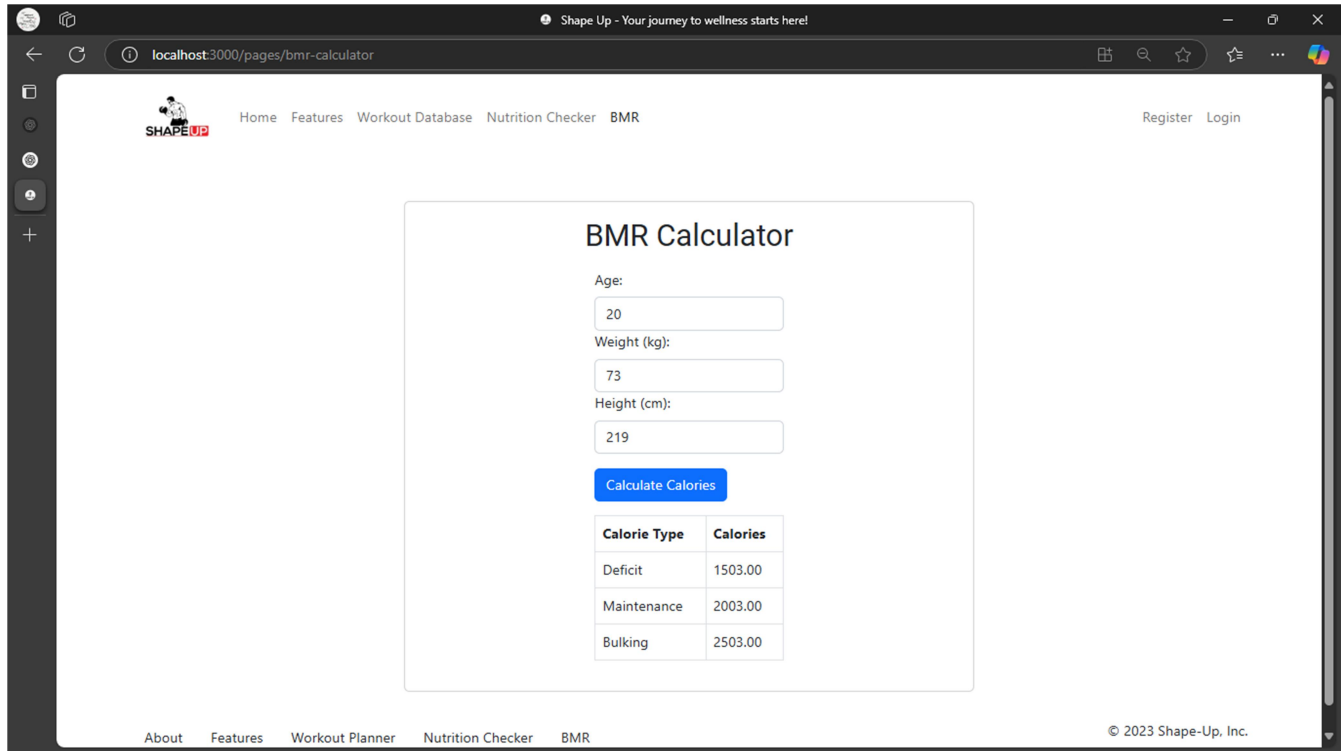 Shape Up - Your journey to wellness starts here!
localhost:3000/pages/bmr-calculator
SHAPEUP
Home Features Workout Database Nutrition Checker BMR Register Login
BMR Calculator
Age:
20
Weight (kg):
73
Height (cm):
219
Calculate Calories
Calorie Type Calories
Deficit 1503.00
Maintenance 2003.00
Bulking 2503.00
About Features Workout Planner Nutrition Checker BMR © 2023 Shape-Up, Inc.